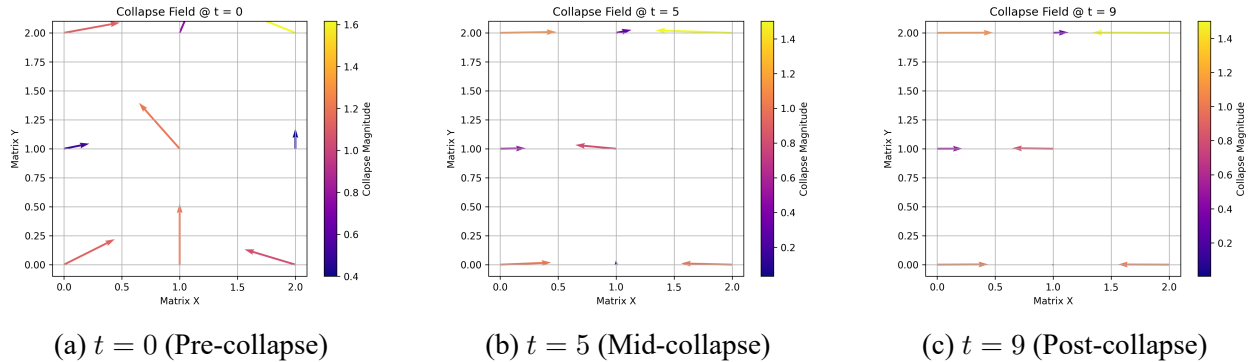 Collapse Field @ t = 0
2.00
1.75
1.50
1.25
1.00
0.75
0.50
0.25
0.00
Matrix Y
0.0 0.5 1.0 1.5 2.0
Matrix X
1.6
1.4
1.2
1.0
0.8
0.6
0.4
Collapse Magnitude
(a) t = 0 (Pre-collapse)
Collapse Field @ t = 5
2.00
1.75
1.50
1.25
1.00
0.75
0.50
0.25
0.00
Matrix Y
0.0 0.5 1.0 1.5 2.0
Matrix X
1.4
1.2
1.0
0.8
0.6
0.4
0.2
Collapse Magnitude
(b) t = 5 (Mid-collapse)
Collapse Field @ t = 9
2.00
1.75
1.50
1.25
1.00
0.75
0.50
0.25
0.00
Matrix Y
0.0 0.5 1.0 1.5 2.0
Matrix X
1.4
1.2
1.0
0.8
0.6
0.4
0.2
Collapse Magnitude
(c) t = 9 (Post-collapse)